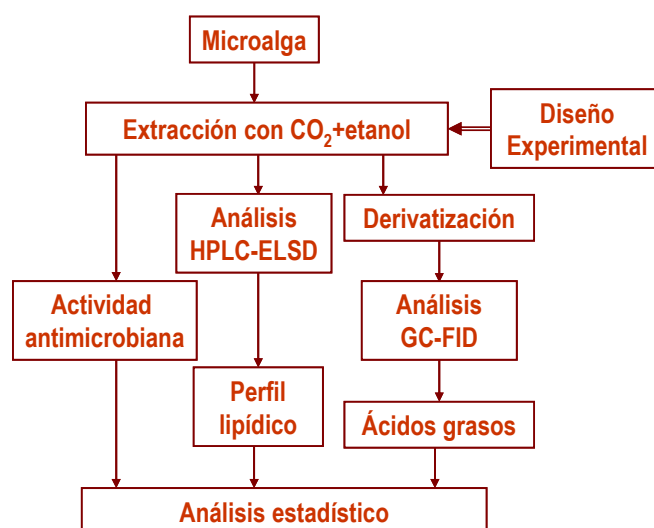 Microalga
Extracción con CO₂+etanol
Diseño
Experimental
Análisis
HPLC-ELSD
Derivatización
Actividad
antimicrobiana
Análisis
GC-FID
Perfil
lipídico
Ácidos grasos
Análisis estadístico